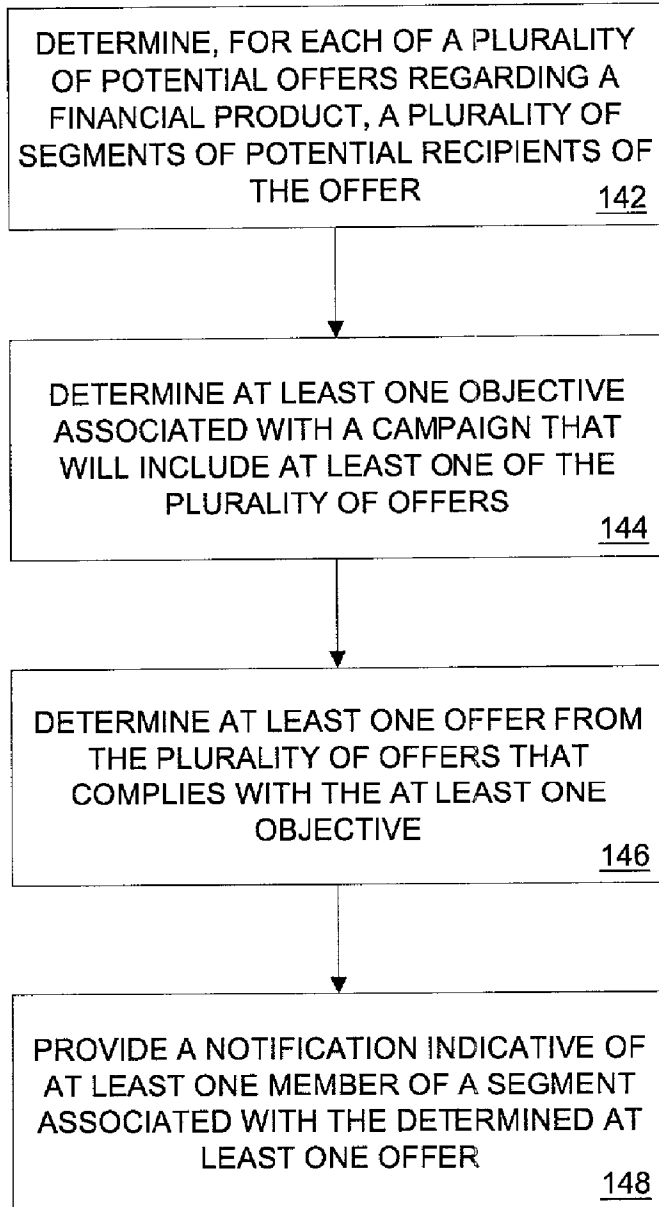 DETERMINE, FOR EACH OF A PLURALITY
OF POTENTIAL OFFERS REGARDING A
FINANCIAL PRODUCT, A PLURALITY OF
SEGMENTS OF POTENTIAL RECIPIENTS OF
THE OFFER
142
DETERMINE AT LEAST ONE OBJECTIVE
ASSOCIATED WITH A CAMPAIGN THAT
WILL INCLUDE AT LEAST ONE OF THE
PLURALITY OF OFFERS
144
DETERMINE AT LEAST ONE OFFER FROM
THE PLURALITY OF OFFERS THAT
COMPLIES WITH THE AT LEAST ONE
OBJECTIVE
146
PROVIDE A NOTIFICATION INDICATIVE OF
AT LEAST ONE MEMBER OF A SEGMENT
ASSOCIATED WITH THE DETERMINED AT
LEAST ONE OFFER
148